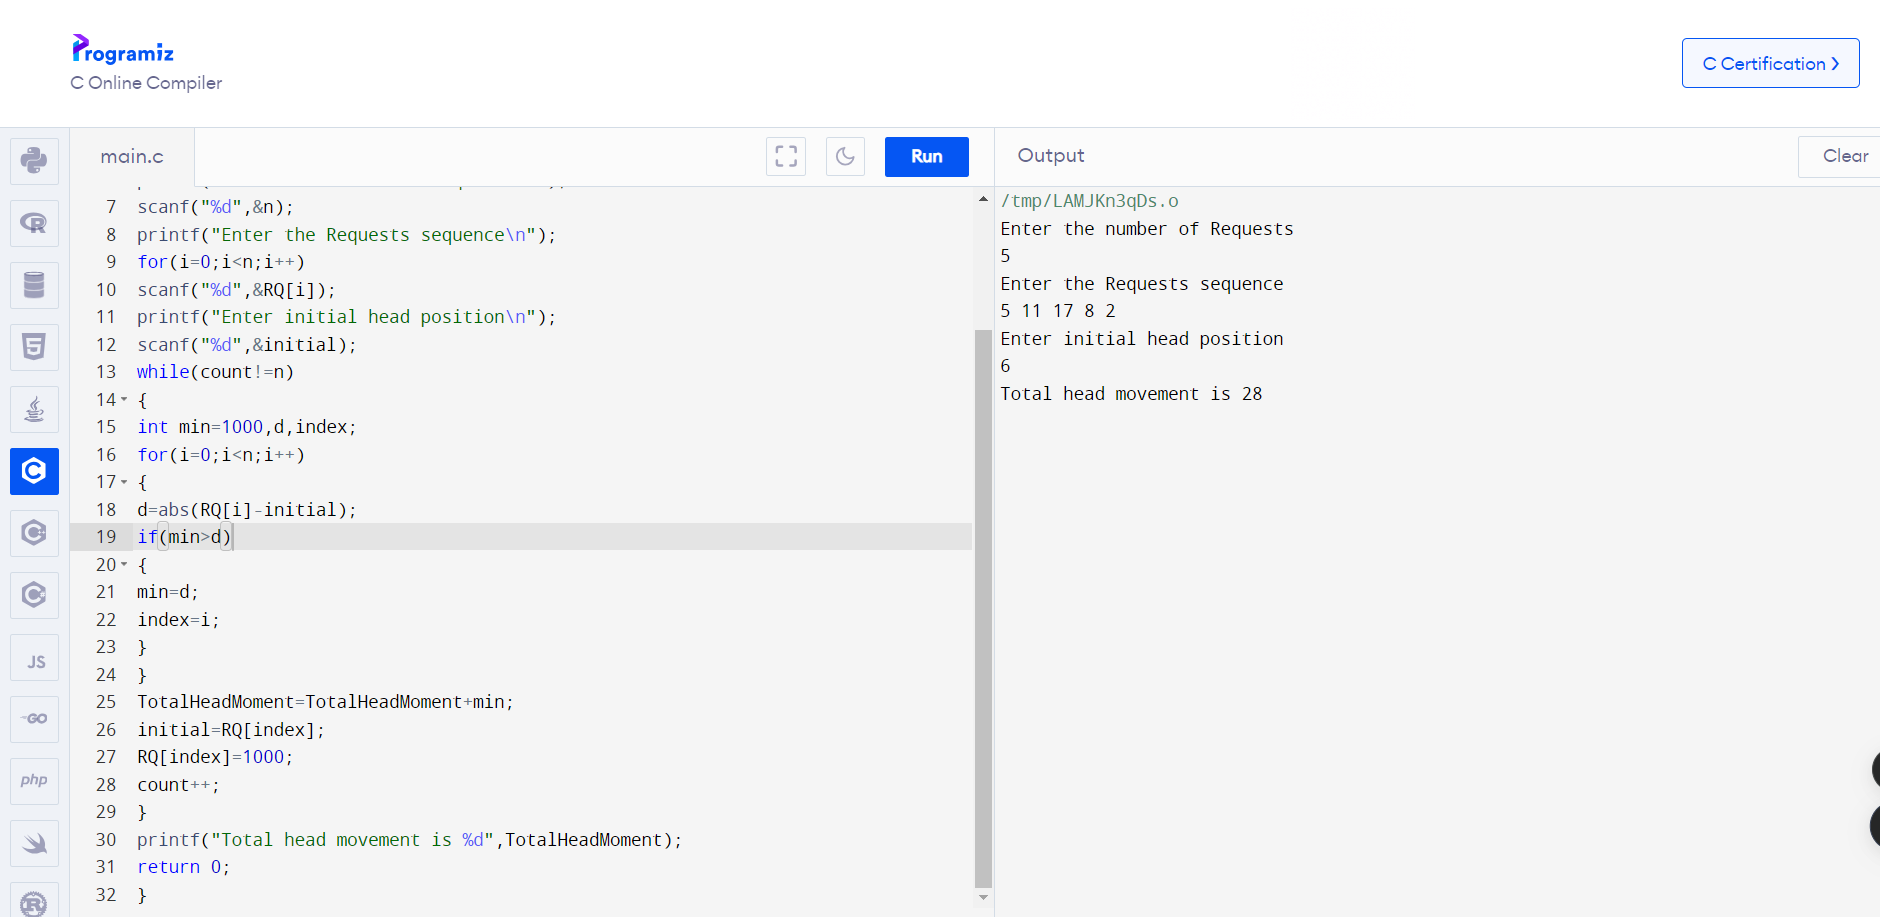 Programiz
C Online Compiler
C Certification
main.c
Run
7 scanf("%d",&n);
8 printf("Enter the Requests sequence\n");
9 for(i=0;i<n;i++)
10 scanf("%d",&RQ[i]);
11 printf("Enter initial head position\n");
12 scanf("%d",&initial);
13 while(count!=n)
14 {
15 int min=1000,d,index;
16 for(i=0;i<n;i++)
17 {
18 d=abs(RQ[i]-initial);
19 if(min>d)
20 {
21 min=d;
22 index=i;
23 }
24 }
25 TotalHeadMoment=TotalHeadMoment+min;
26 initial=RQ[index];
27 RQ[index]=1000;
28 count++;
29 }
30 printf("Total head movement is %d",TotalHeadMoment);
31 return 0;
32 }
Output
Clear
/tmp/LAMJKn3qDs.o
Enter the number of Requests
5
Enter the Requests sequence
5 11 17 8 2
Enter initial head position
6
Total head movement is 28
R
5
C
C
C
JS
GO
php
R